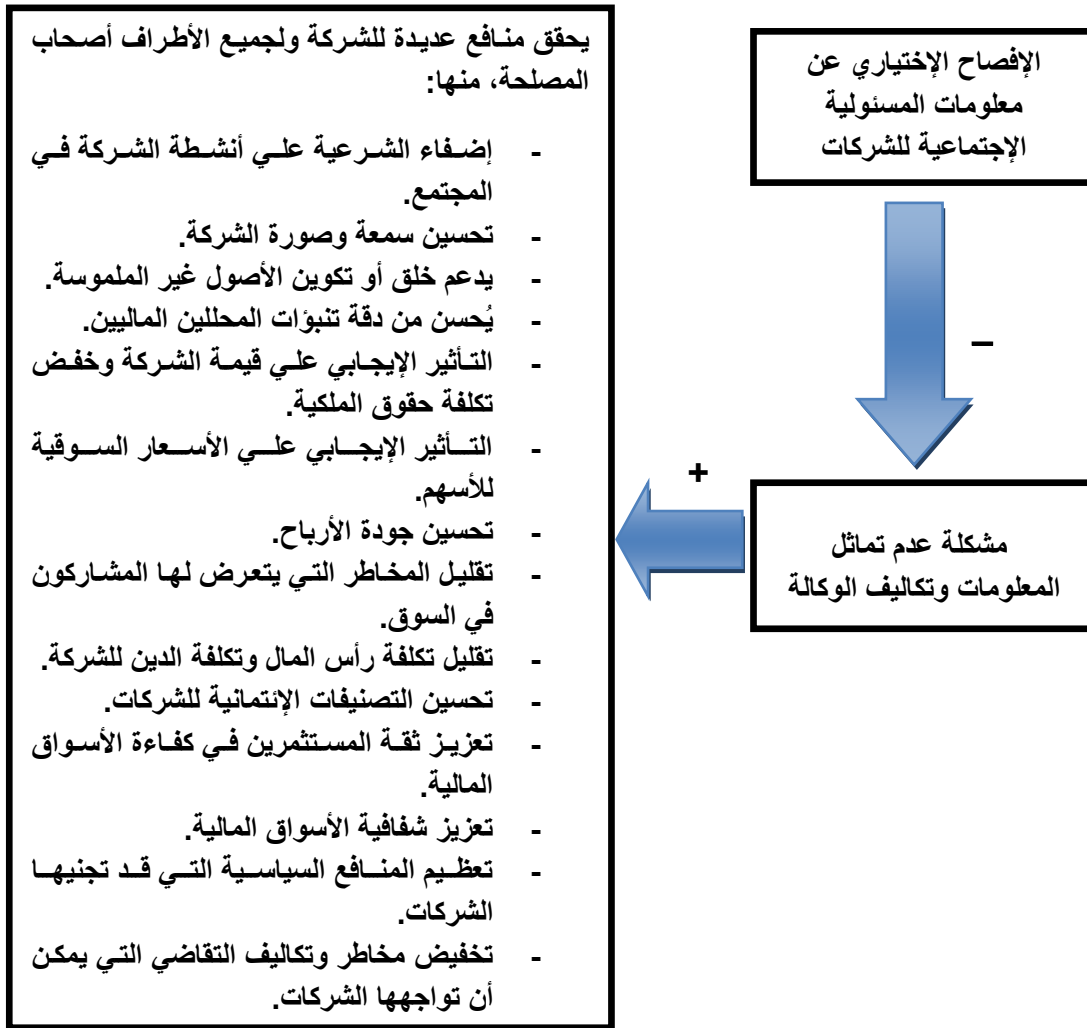 الإفصاح الإختياري عن
معلومات المسئولية
الإجتماعية للشركات
–
مشكلة عدم تماثل
المعلومات وتكاليف الوكالة
+
يحقق منافع عديدة للشركة ولجميع الأطراف أصحاب
المصلحة، منها:
- إضفاء الشرعية علي أنشطة الشركة في
المجتمع.
- تحسين سمعة وصورة الشركة.
- يدعم خلق أو تكوين الأصول غير الملموسة.
- يُحسن من دقة تنبؤات المحللين الماليين.
- التأثير الإيجابي علي قيمة الشركة وخفض
تكلفة حقوق الملكية.
- التأثير الإيجابي علي الأسعار السوقية
للأسهم.
- تحسين جودة الأرباح.
- تقليل المخاطر التي يتعرض لها المشاركون
في السوق.
- تقليل تكلفة رأس المال وتكلفة الدين للشركة.
- تحسين التصنيفات الإئتمانية للشركات.
- تعزيز ثقة المستثمرين في كفاءة الأسواق
المالية.
- تعزيز شفافية الأسواق المالية.
- تعظيم المنافع السياسية التي قد تجنيها
الشركات.
- تخفيض مخاطر وتكاليف التقاضي التي يمكن
أن تواجهها الشركات.